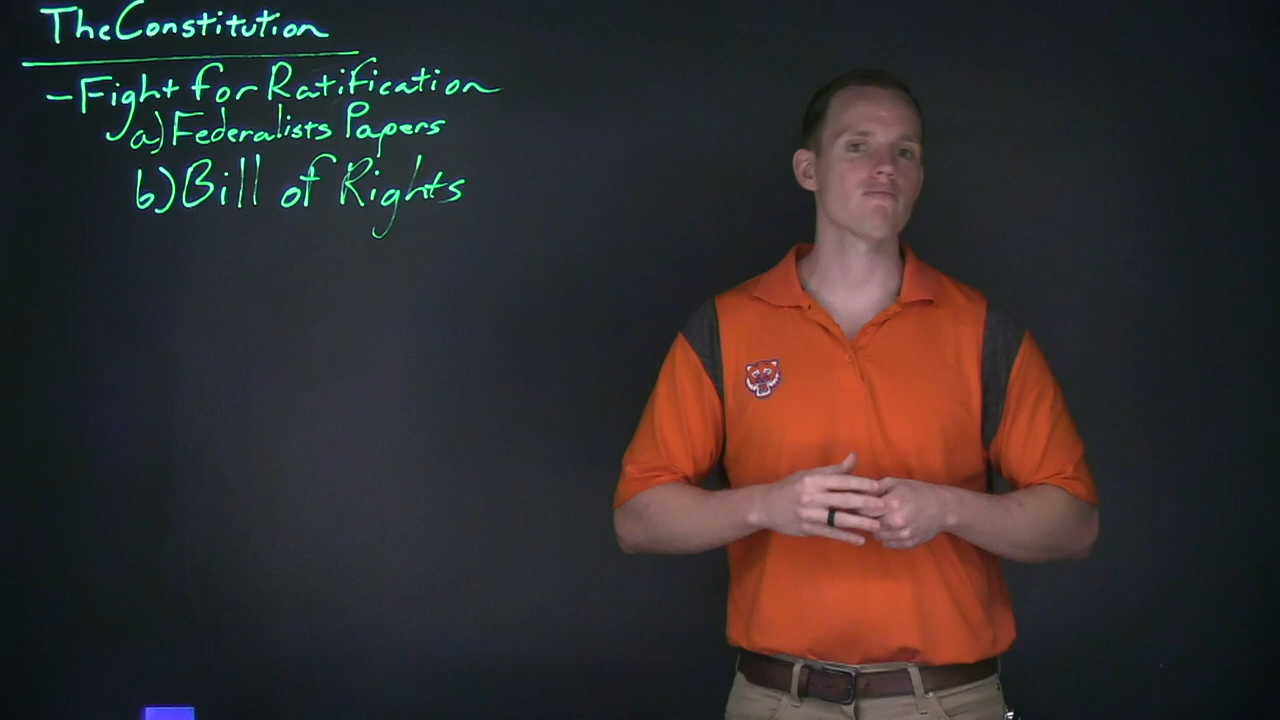 The Constitution
- Fight for Ratification
a) Federalists Papers
b) Bill of Rights